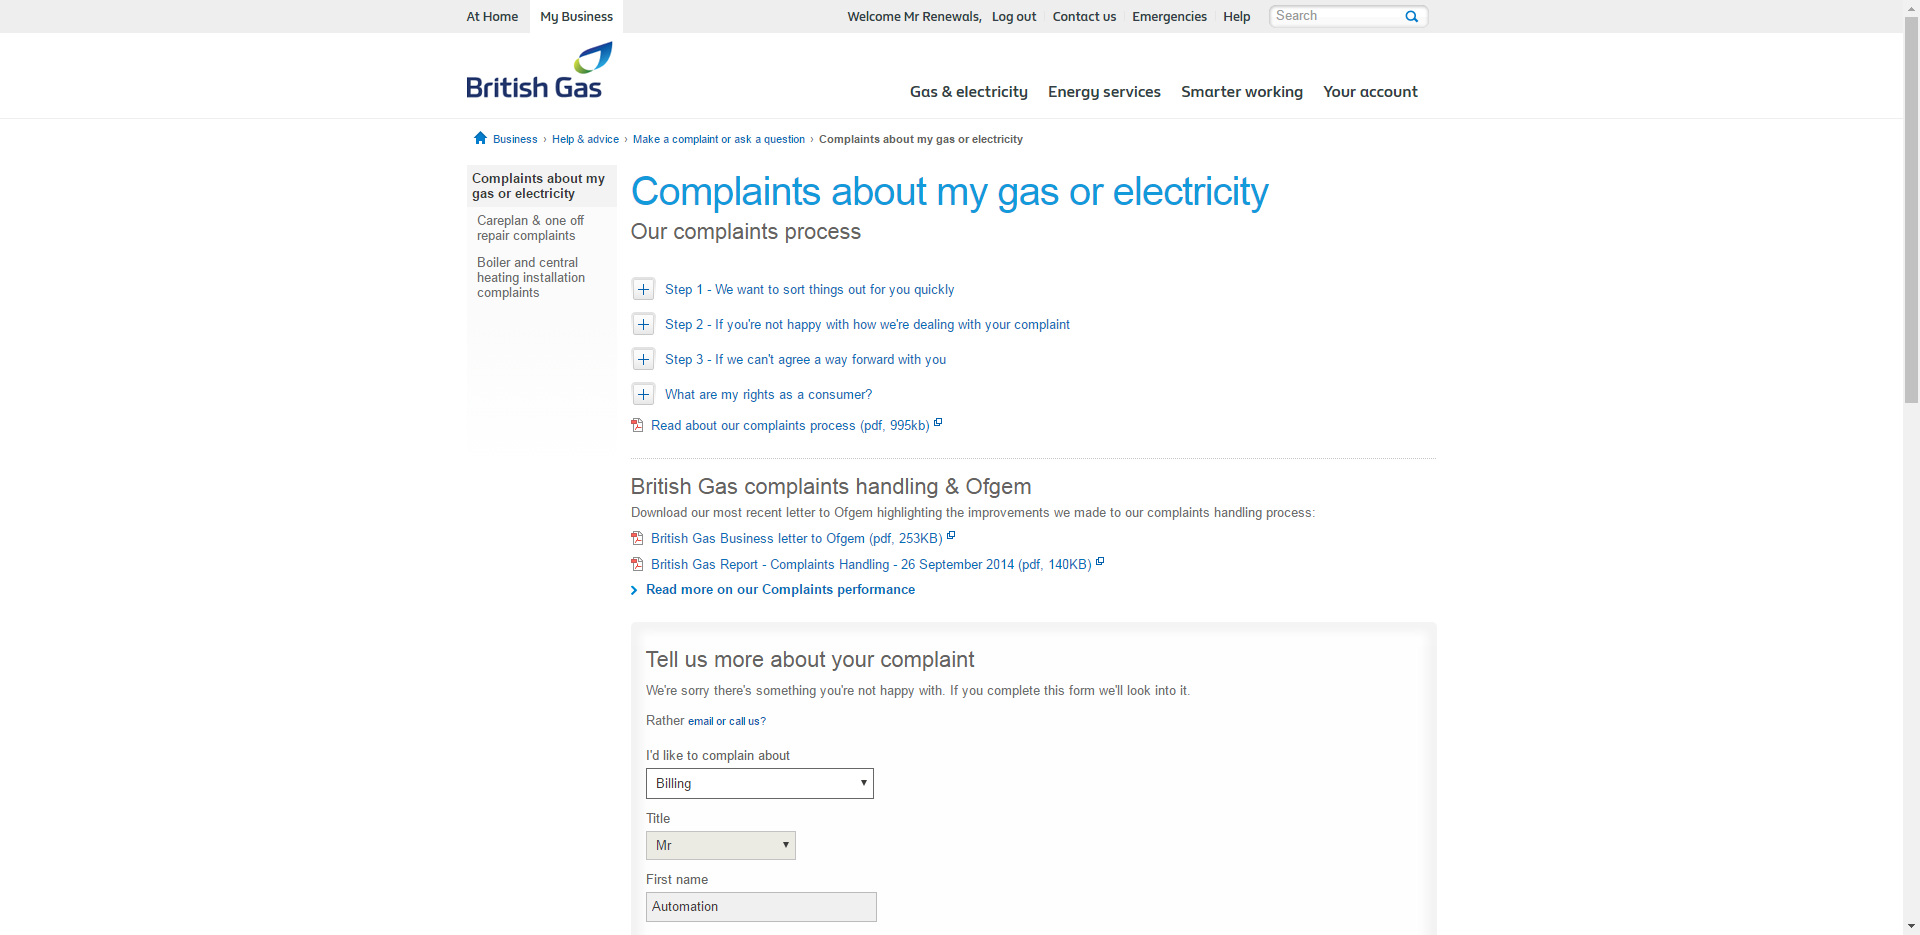 At Home My Business Welcome Mr Renewals, Log out Contact us Emergencies Help Search
British Gas
Gas & electricity Energy services Smarter working Your account
Business › Help & advice › Make a complaint or ask a question › Complaints about my gas or electricity
Complaints about my
gas or electricity
Careplan & one off
repair complaints
Boiler and central
heating installation
complaints
Complaints about my gas or electricity
Our complaints process
Step 1 - We want to sort things out for you quickly
Step 2 - If you're not happy with how we're dealing with your complaint
Step 3 - If we can't agree a way forward with you
What are my rights as a consumer?
Read about our complaints process (pdf, 995kb)
British Gas complaints handling & Ofgem
Download our most recent letter to Ofgem highlighting the improvements we made to our complaints handling process:
British Gas Business letter to Ofgem (pdf, 253KB)
British Gas Report - Complaints Handling - 26 September 2014 (pdf, 140KB)
Read more on our Complaints performance
Tell us more about your complaint
We're sorry there's something you're not happy with. If you complete this form we'll look into it.
Rather email or call us?
I'd like to complain about
Billing
Title
Mr
First name
Automation